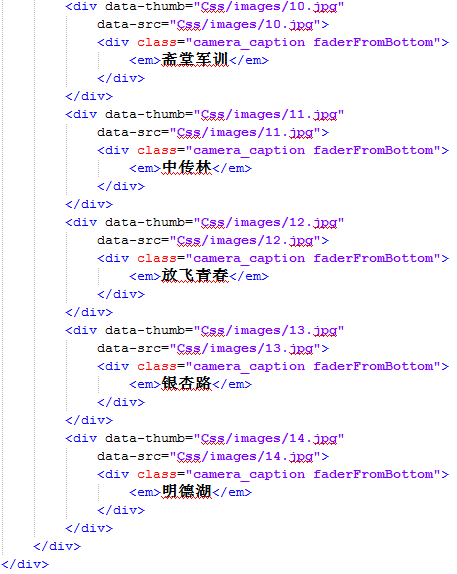 <div data-thumb="Css/images/10.jpg"
data-src="Css/images/10.jpg">
<div class="camera_caption faderFromBottom">
<em>斋堂军训</em>
</div>
</div>
<div data-thumb="Css/images/11.jpg"
data-src="Css/images/11.jpg">
<div class="camera_caption faderFromBottom">
<em>中传林</em>
</div>
</div>
<div data-thumb="Css/images/12.jpg"
data-src="Css/images/12.jpg">
<div class="camera_caption faderFromBottom">
<em>放飞青春</em>
</div>
</div>
<div data-thumb="Css/images/13.jpg"
data-src="Css/images/13.jpg">
<div class="camera_caption faderFromBottom">
<em>银杏路</em>
</div>
</div>
<div data-thumb="Css/images/14.jpg"
data-src="Css/images/14.jpg">
<div class="camera_caption faderFromBottom">
<em>明德湖</em>
</div>
</div>
</div>
</div>